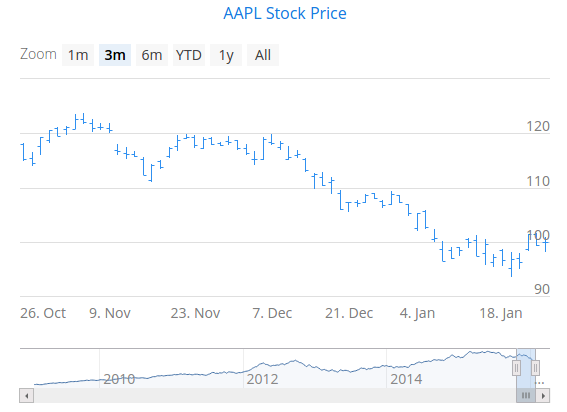 AAPL Stock Price
Zoom 1m 3m 6m YTD 1y All
120
110
100
90
26. Oct 9. Nov 23. Nov 7. Dec 21. Dec 4. Jan 18. Jan
2010 2012 2014 ...